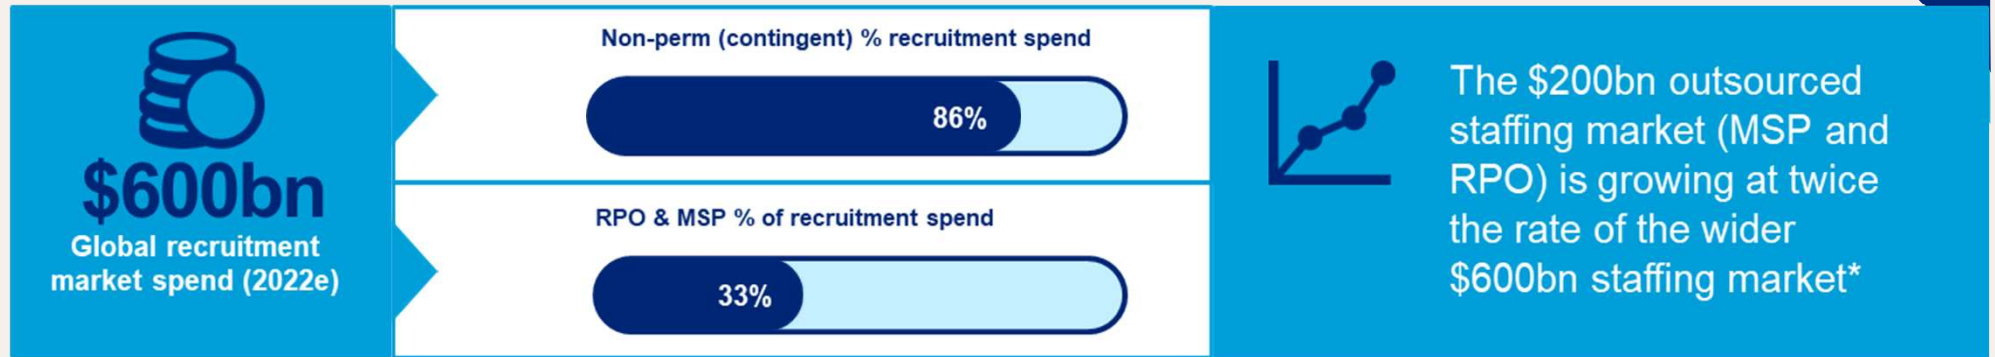 $600bn
Global recruitment
market spend (2022e)
Non-perm (contingent) % recruitment spend
86%
RPO & MSP % of recruitment spend
33%
The $200bn outsourced
staffing market (MSP and
RPO) is growing at twice
the rate of the wider
$600bn staffing market*